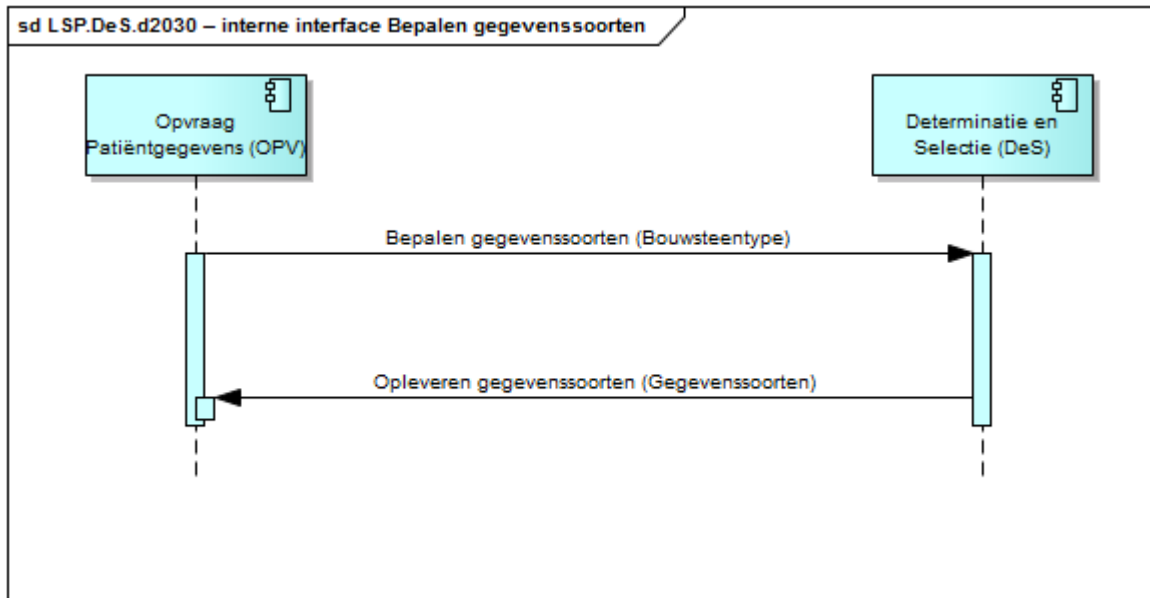 sd LSP.DeS.d2030 – interne interface Bepalen gegevenssoorten
Opvraag
Patiëntgegevens (OPV)
Determinatie en
Selectie (DeS)
Bepalen gegevenssoorten (Bouwsteentype)
Opleveren gegevenssoorten (Gegevenssoorten)